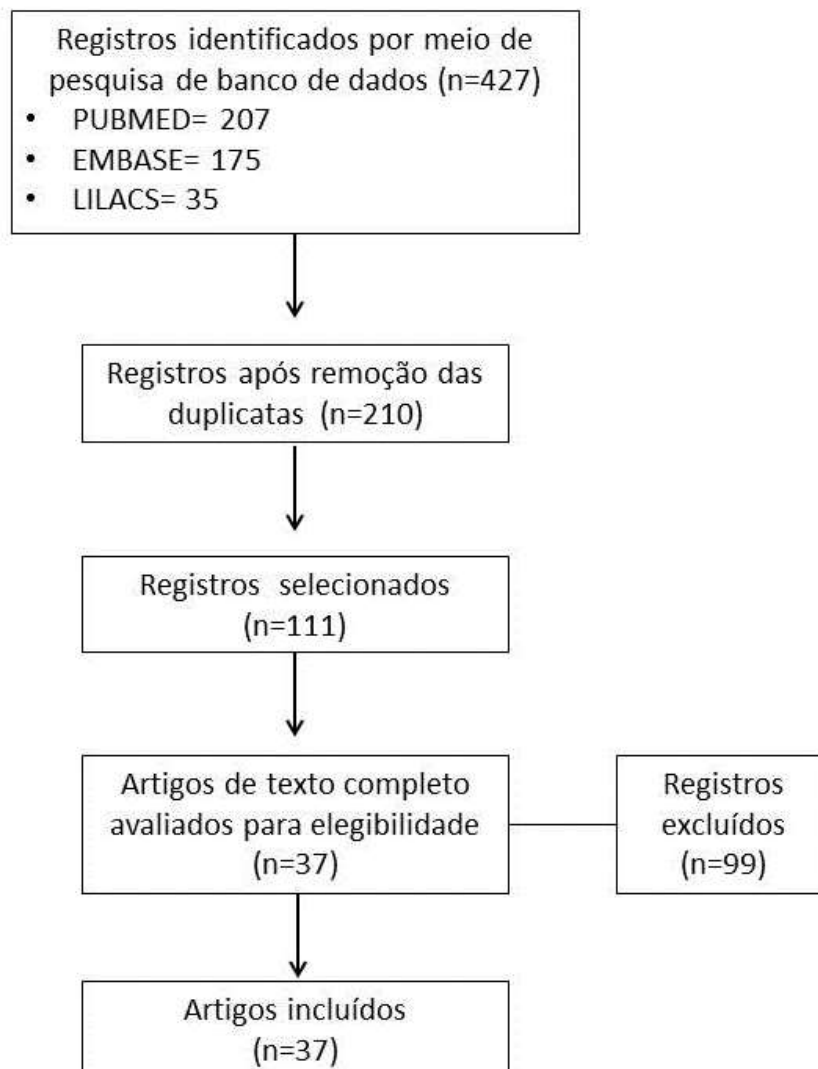 Registros identificados por meio de
pesquisa de banco de dados (n=427)
• PUBMED= 207
• EMBASE= 175
• LILACS= 35
Registros após remoção das
duplicatas (n=210)
Registros selecionados
(n=111)
Artigos de texto completo
avaliados para elegibilidade
(n=37)
Registros
excluídos
(n=99)
Artigos incluídos
(n=37)